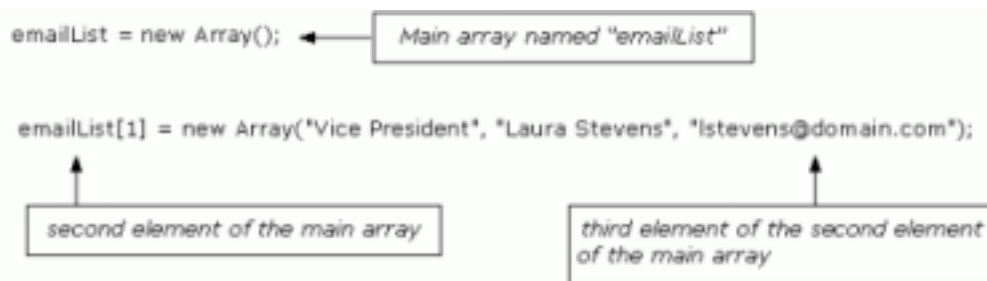 emailList = new Array();
Main array named "emailList"
emailList[1] = new Array("Vice President", "Laura Stevens", "lstevens@domain.com");
second element of the main array
third element of the second element
of the main array